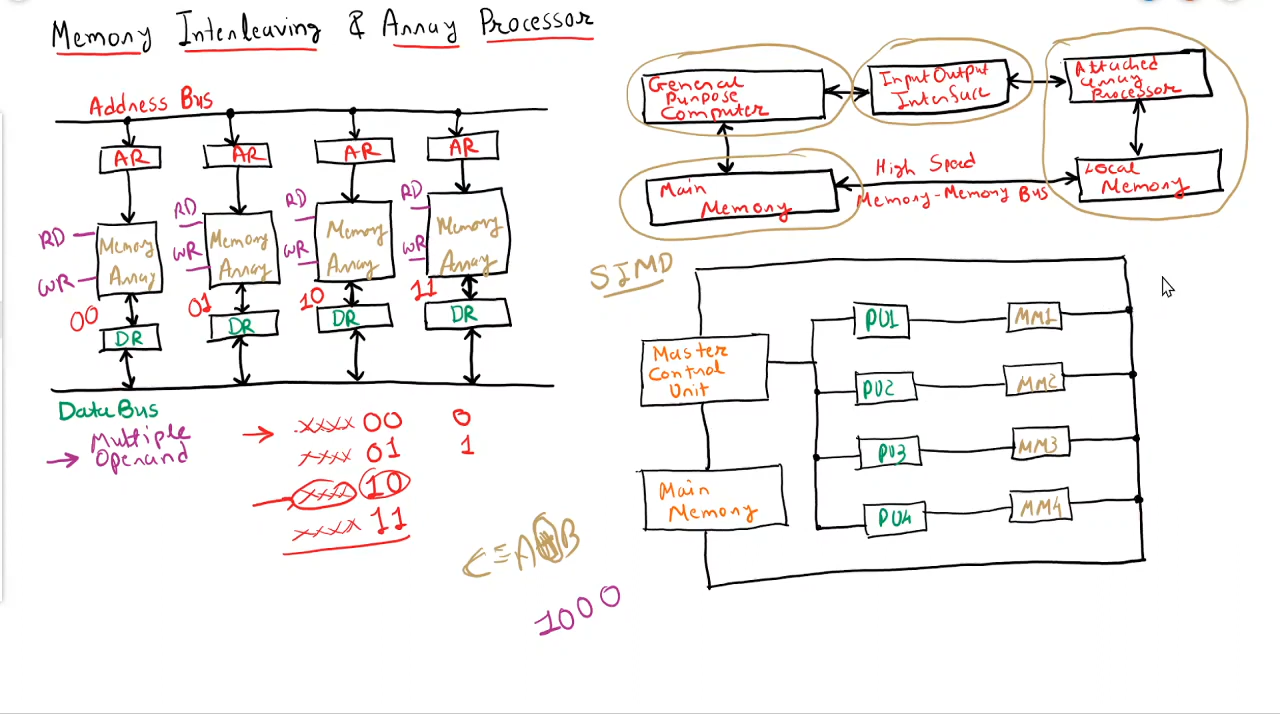 Memory Interleaving & Array Processor
Address Bus
AR
AR
AR
AR
RD
WR
Memory
Array
00
DR
RD
WR
Memory
Array
01
DR
RD
WR
Memory
Array
10
DR
RD
WR
Memory
Array
11
DR
Data Bus
Multiple
Operand
xxxx 00 0
xxxx 01 1
xxxx 10
xxxx 11
1000
General
Purpose
Computer
Input Output
Interface
Attached
Array
Processor
Main
Memory
High Speed
Memory-Memory Bus
Local
Memory
SIMD
Master
Control
Unit
Main
Memory
PU1
MM1
PU2
MM2
PU3
MM3
PU4
MM4